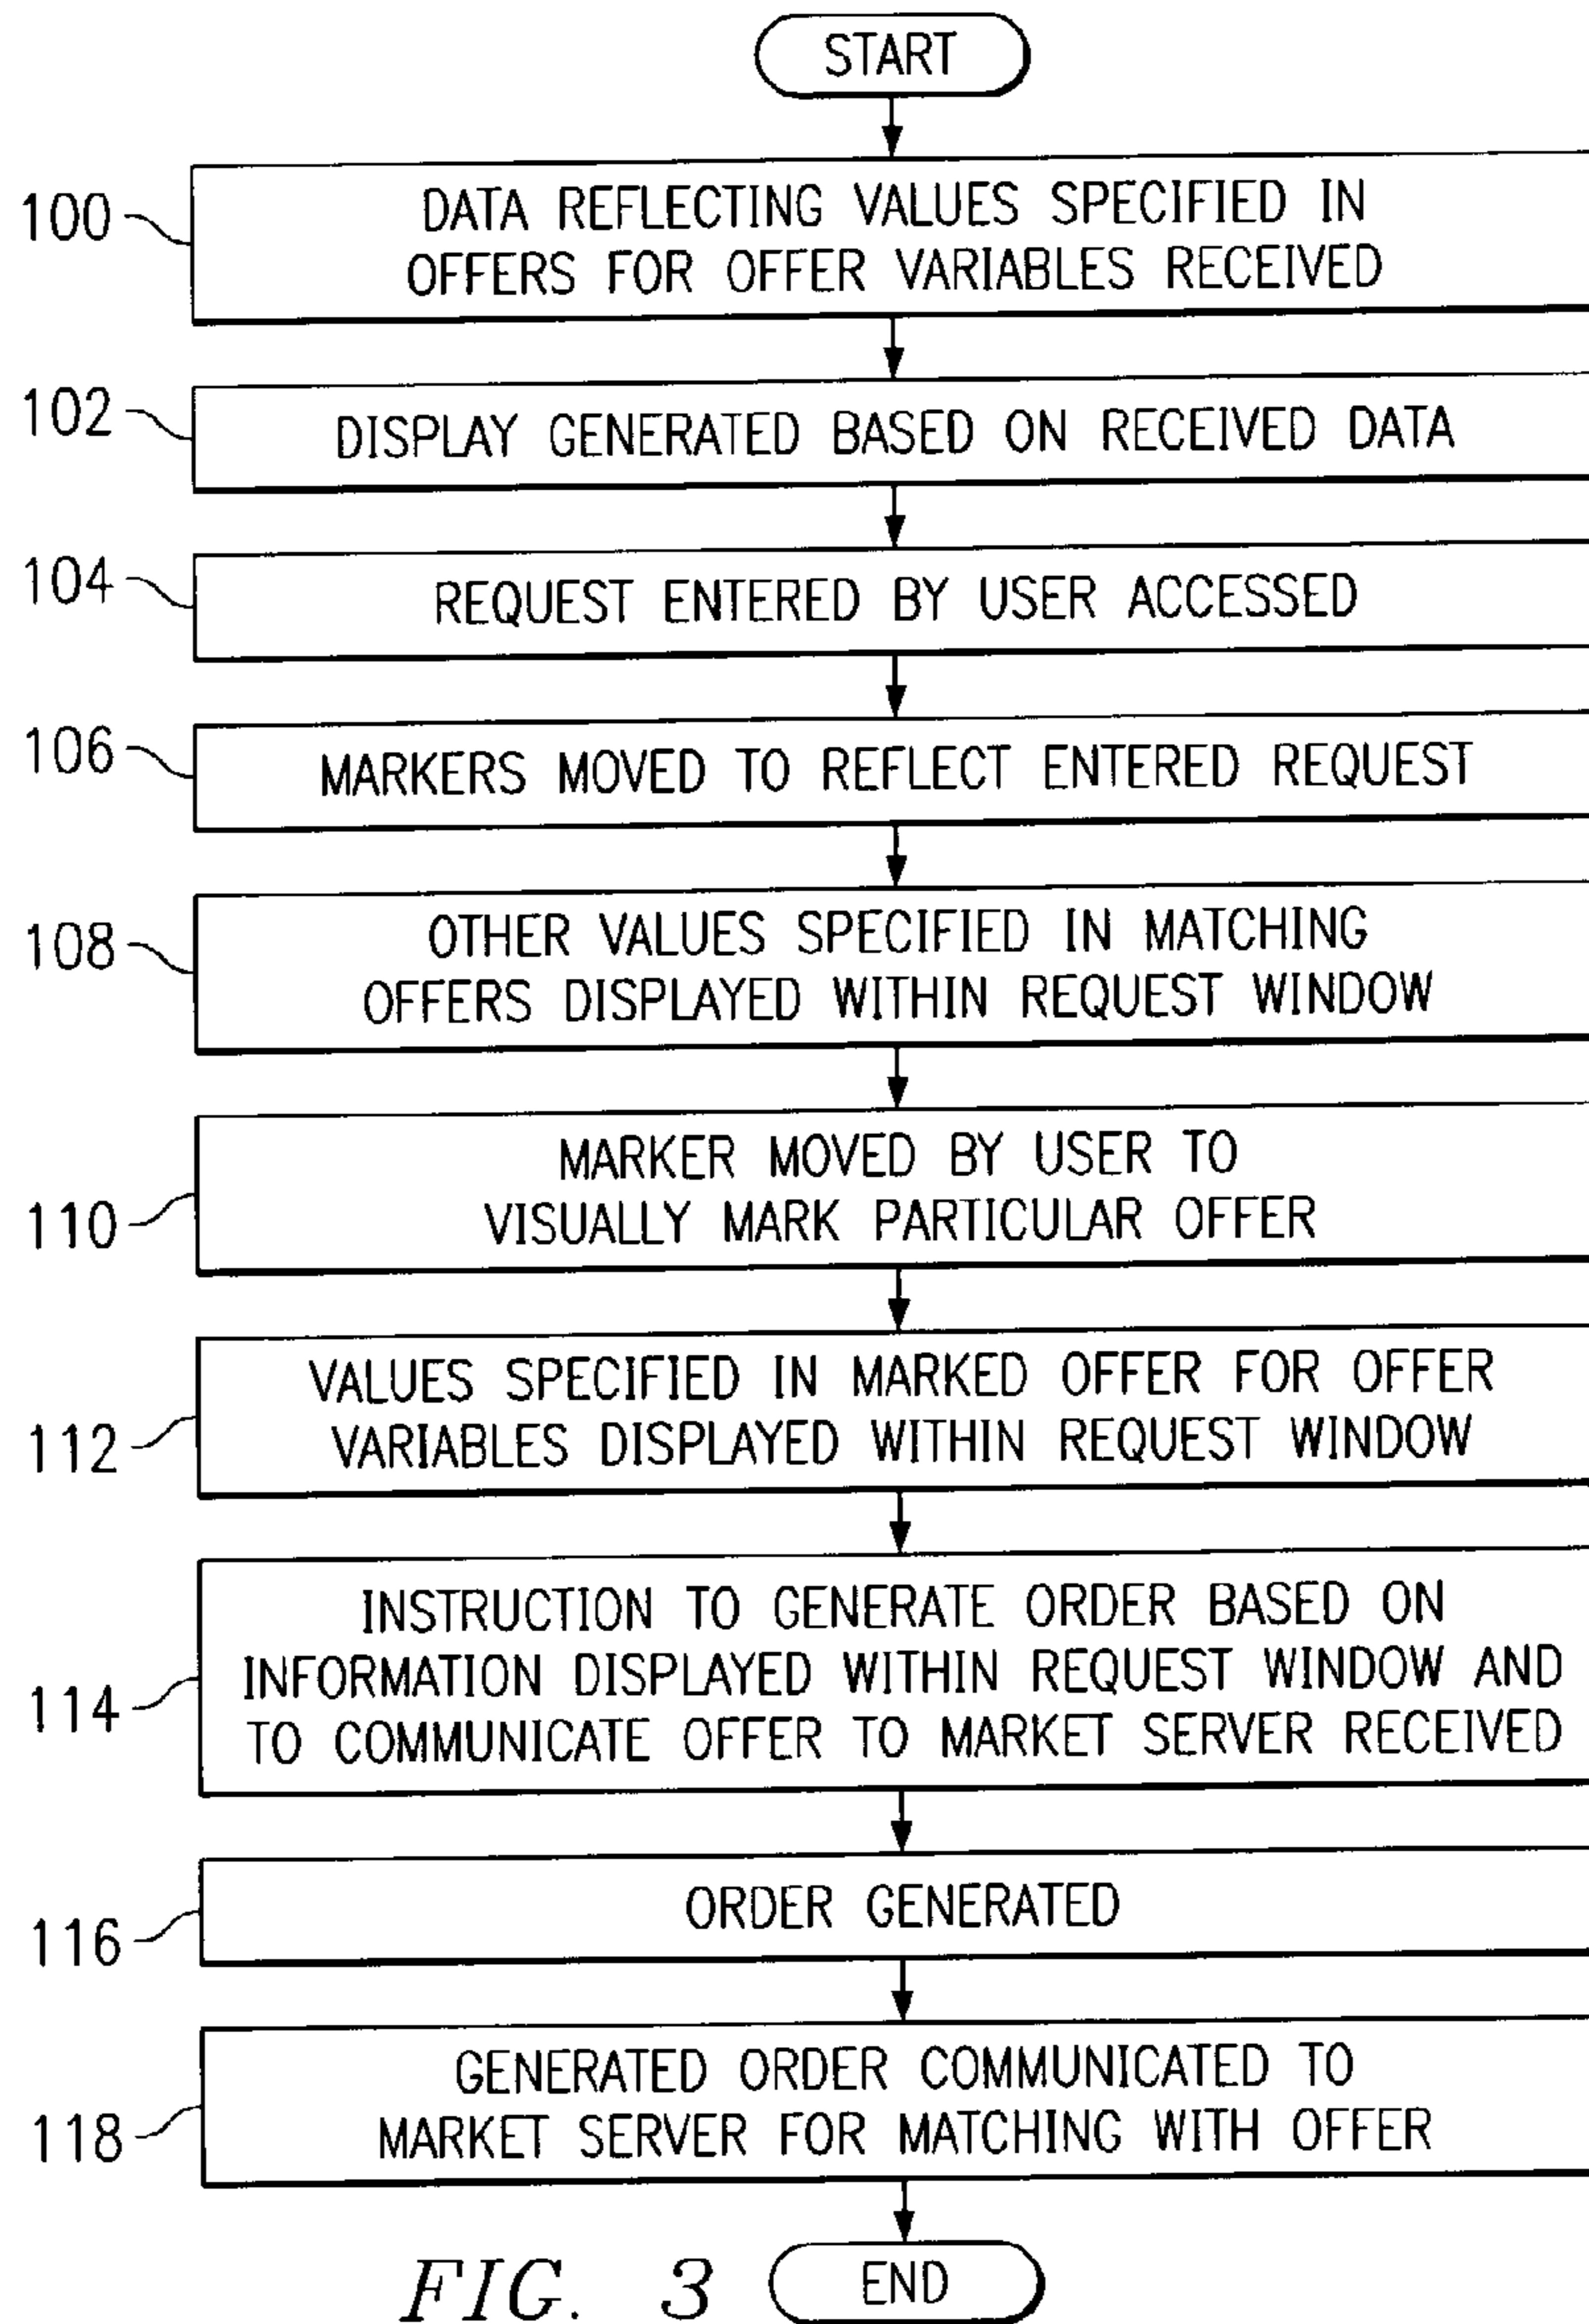 START
100
DATA REFLECTING VALUES SPECIFIED IN
OFFERS FOR OFFER VARIABLES RECEIVED
102
DISPLAY GENERATED BASED ON RECEIVED DATA
104
REQUEST ENTERED BY USER ACCESSED
106
MARKERS MOVED TO REFLECT ENTERED REQUEST
108
OTHER VALUES SPECIFIED IN MATCHING
OFFERS DISPLAYED WITHIN REQUEST WINDOW
110
MARKER MOVED BY USER TO
VISUALLY MARK PARTICULAR OFFER
112
VALUES SPECIFIED IN MARKED OFFER FOR OFFER
VARIABLES DISPLAYED WITHIN REQUEST WINDOW
114
INSTRUCTION TO GENERATE ORDER BASED ON
INFORMATION DISPLAYED WITHIN REQUEST WINDOW AND
TO COMMUNICATE OFFER TO MARKET SERVER RECEIVED
116
ORDER GENERATED
118
GENERATED ORDER COMMUNICATED TO
MARKET SERVER FOR MATCHING WITH OFFER
FIG. 3
END